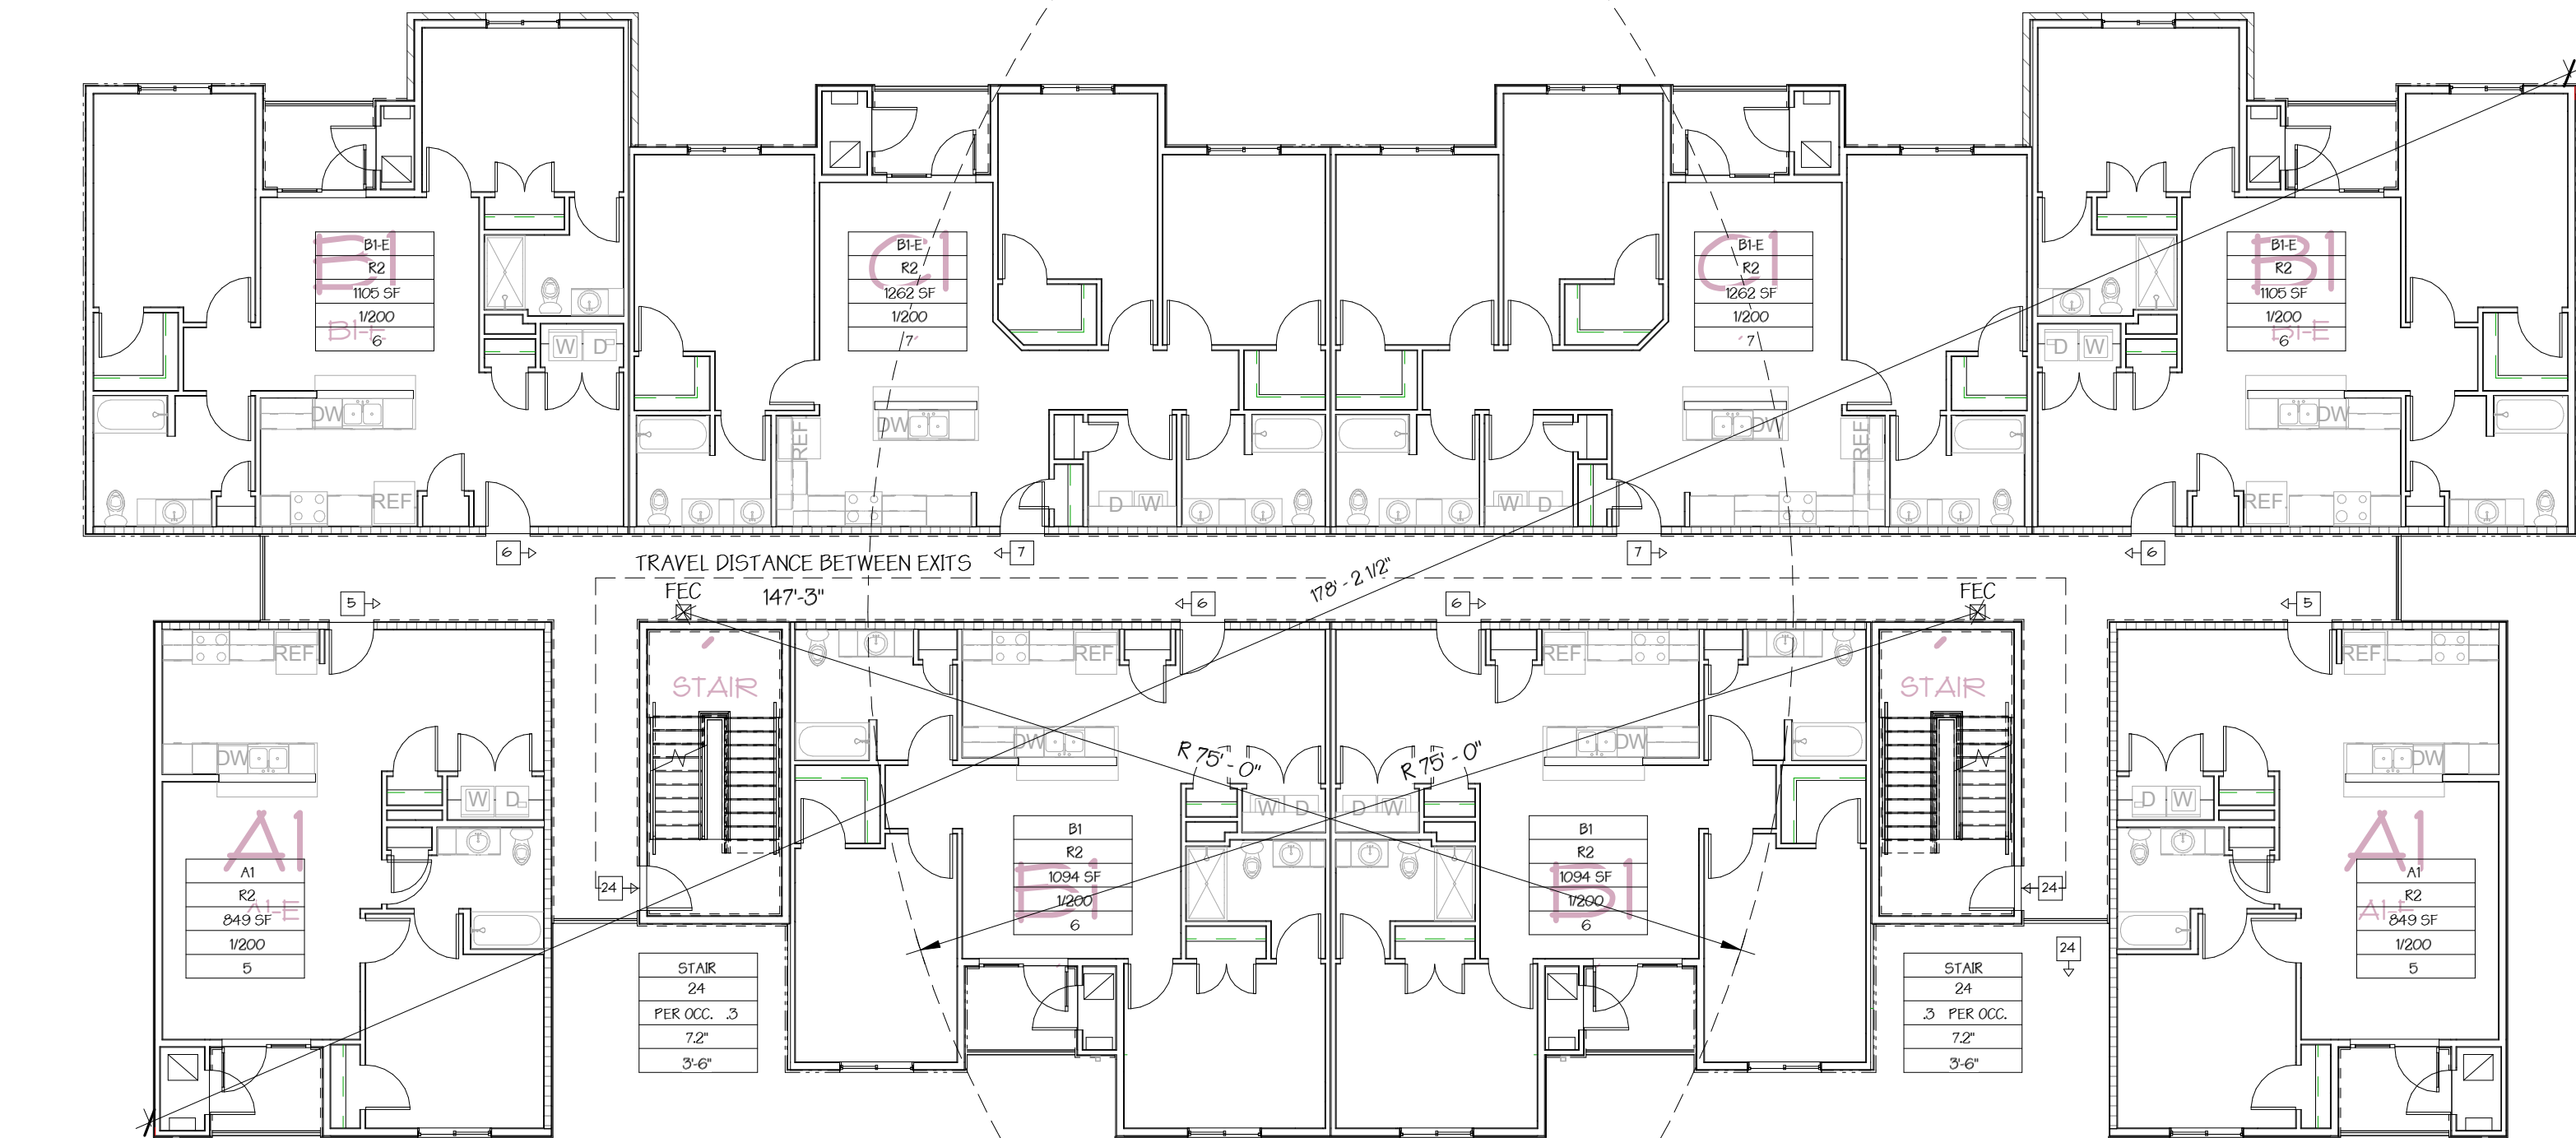 B1
B1-E
R2
1105 SF
1/200
B1-E
6
W D
DW
REF.
C1
B1-E
R2
1262 SF
1/200
7
REF.
DW
D W
C1
B1-E
R2
1262 SF
1/200
7
W D
DW
REF.
B1
B1-E
R2
1105 SF
1/200
B1-E
6
D W
DW
REF.
6
7
7
6
TRAVEL DISTANCE BETWEEN EXITS
147'-3"
178' - 2 1/2"
FEC
FEC
5
6
6
5
REF.
DW
W D
A1
A1
R2
A1-E
849 SF
1/200
5
STAIR
24
STAIR
24
PER OCC. .3
7.2"
3'-6"
REF.
DW
R 75' - 0"
W D
B1
B1
R2
1094 SF
1/200
6
REF.
DW
R 75' - 0"
D W
B1
B1
R2
1094 SF
1/200
6
STAIR
24
24
STAIR
24
.3 PER OCC.
7.2"
3'-6"
REF.
DW
D W
A1
A1
R2
A1-E
849 SF
1/200
5